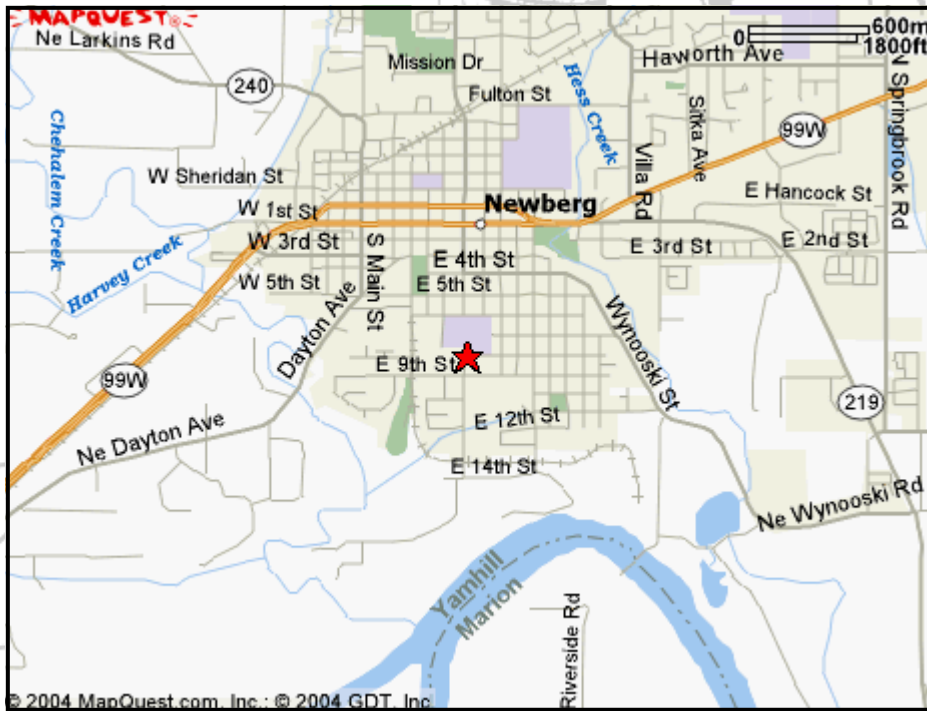 MAPQUEST
Ne Larkins Rd
0 600m
1800ft
Haworth Ave
Mission Dr
240
Fulton St
Hess Creek
Sitka Ave
99W
N Springbrook Rd
Chehalem Creek
W Sheridan St
Villa Rd
E Hancock St
W 1st St
Newberg
W 3rd St
S Main St
E 4th St
E 3rd St
E 2nd St
Harvey Creek
W 5th St
E 5th St
Dayton Ave
Wynooski St
E 9th St
99W
219
E 12th St
Ne Dayton Ave
E 14th St
Ne Wynooski Rd
Yamhill
Marion
Riverside Rd
© 2004 MapQuest.com, Inc.; © 2004 GDT, Inc